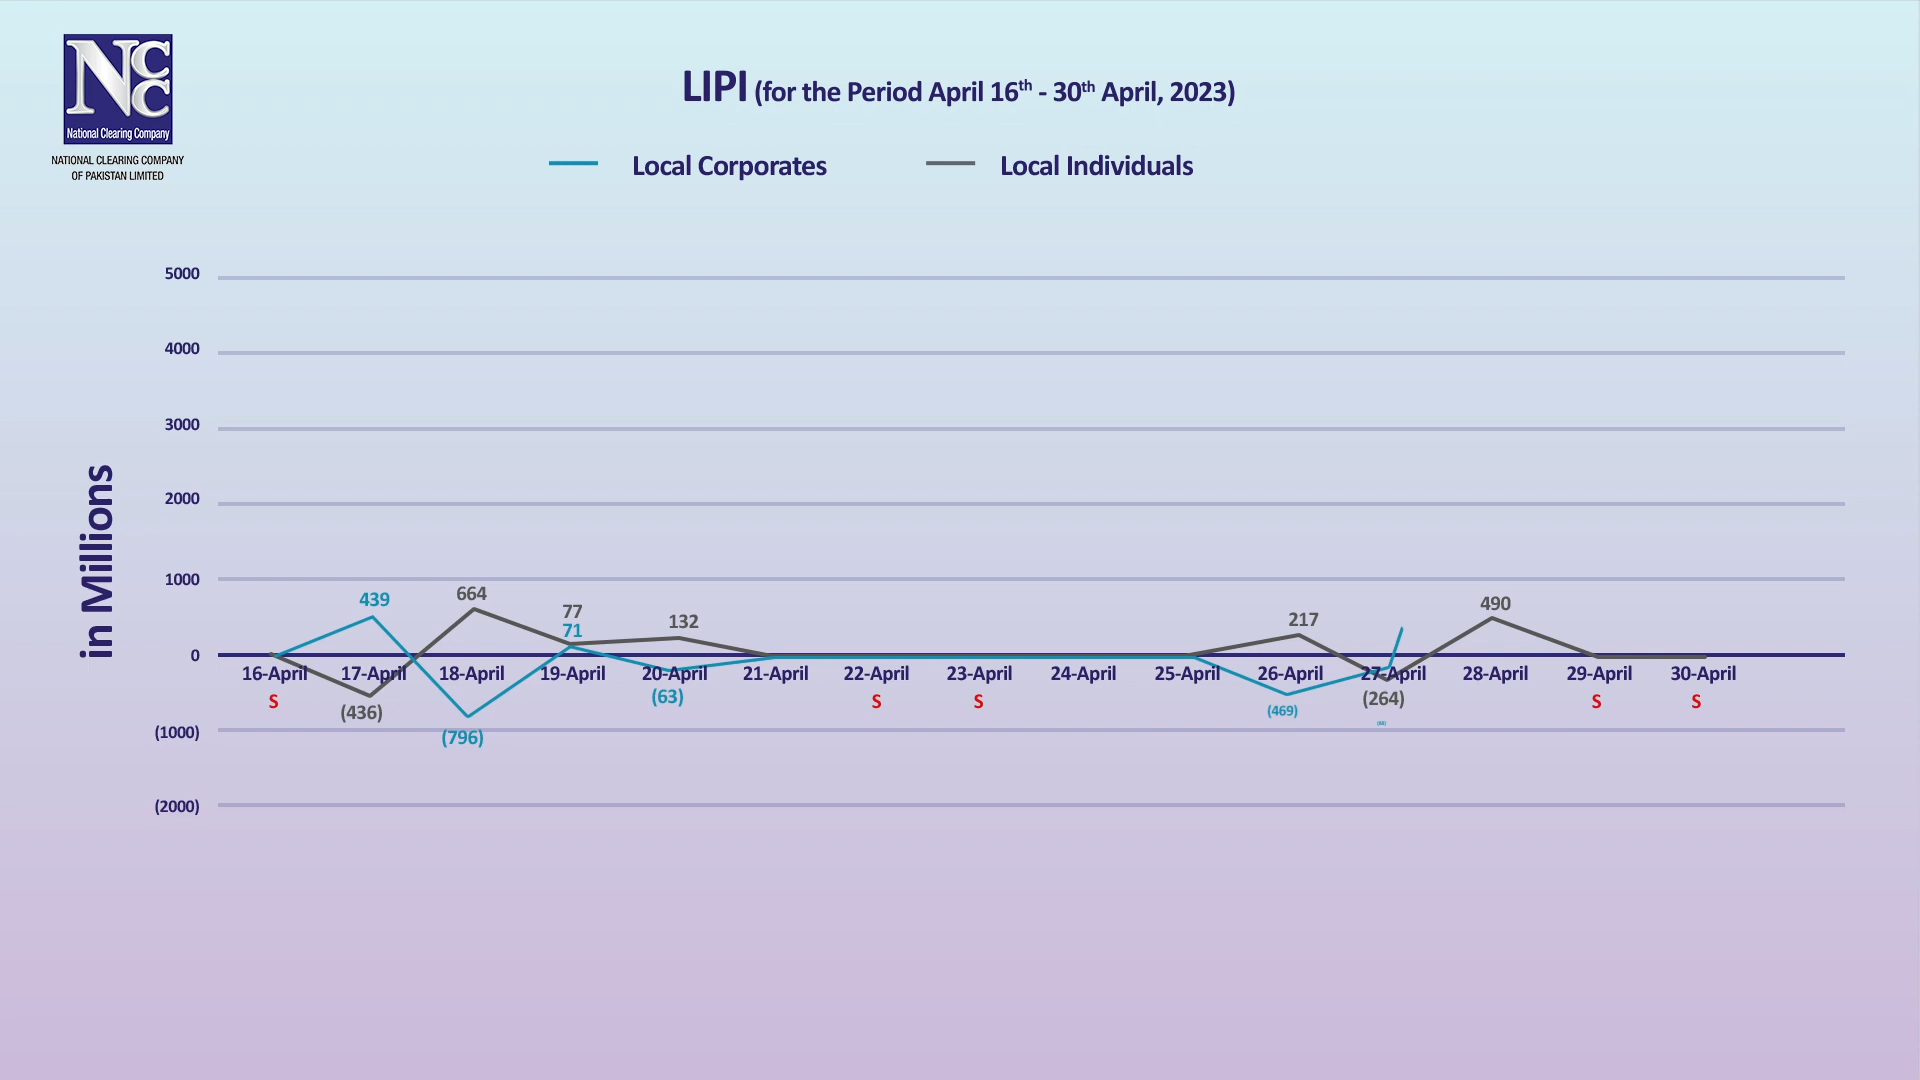 NCC
National Clearing Company
NATIONAL CLEARING COMPANY
OF PAKISTAN LIMITED
LIPI (for the Period April 16th - 30th April, 2023)
Local Corporates
Local Individuals
in Millions
5000
4000
3000
2000
1000
0
(1000)
(2000)
439
664
77
71
132
217
490
16-April
17-April
18-April
19-April
20-April
21-April
22-April
23-April
24-April
25-April
26-April
27-April
28-April
29-April
30-April
S
(436)
(796)
(63)
S
S
(469)
(264)
S
S